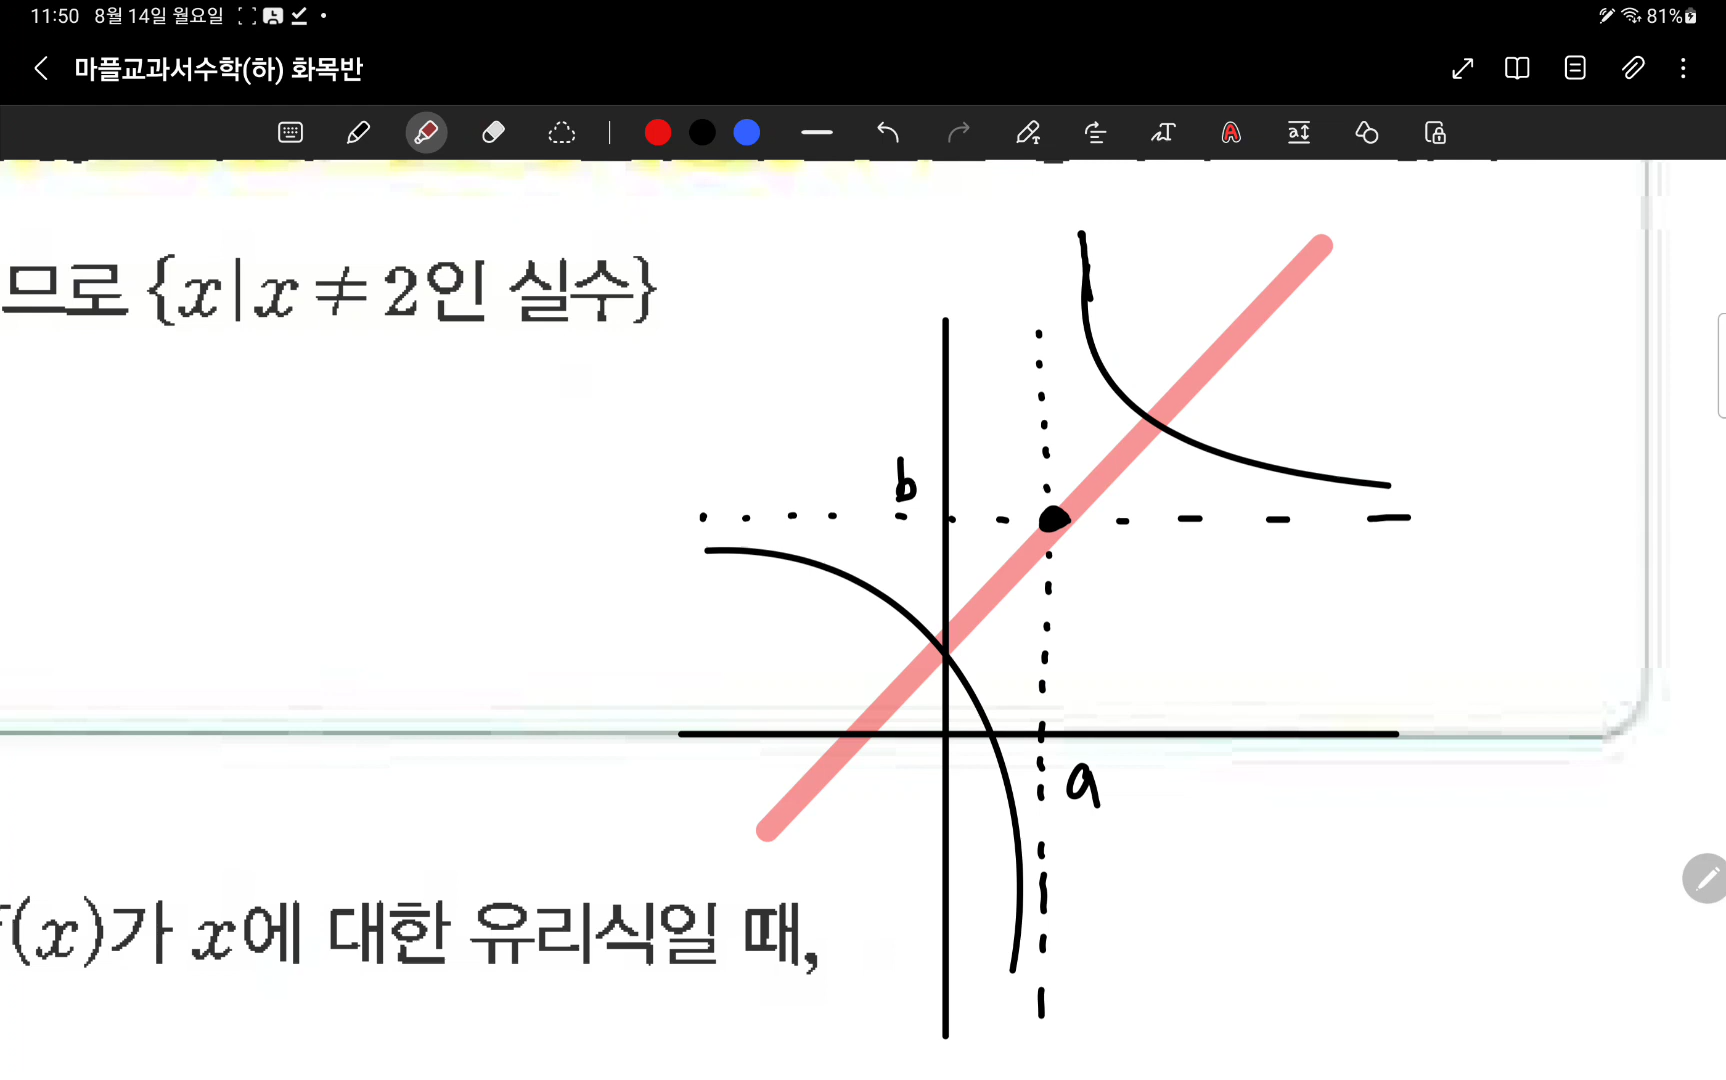 11:50 8월 14일 월요일
81%
마플교과서수학(하) 화목반
므로 {x|x≠2인 실수}
b
a
(x)가 x에 대한 유리식일 때,